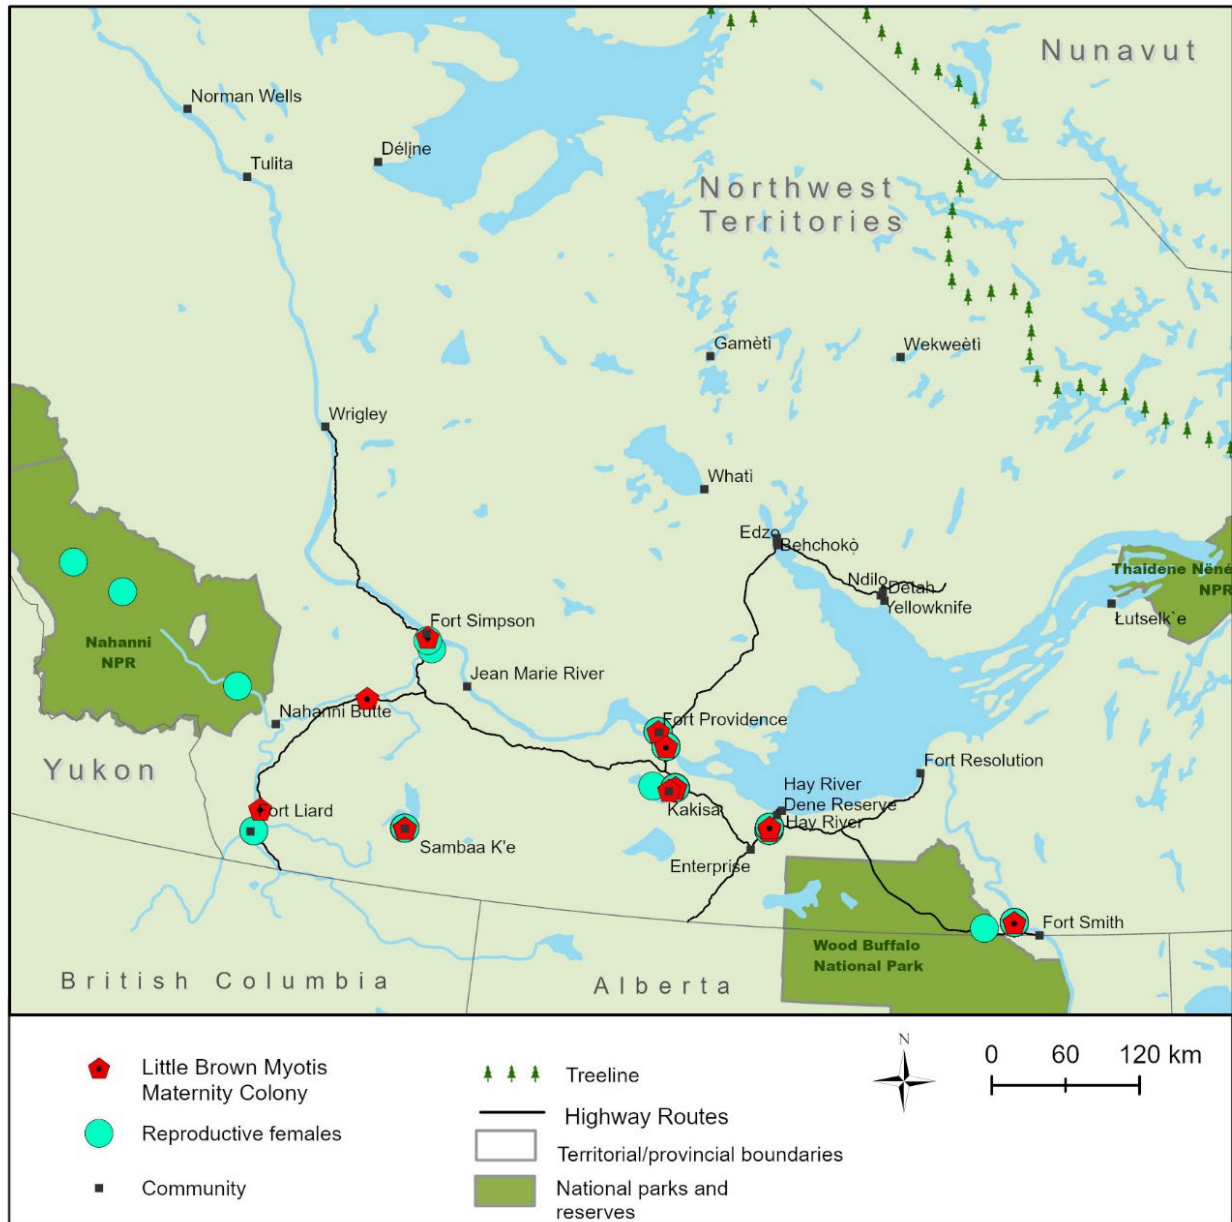 Nunavut
Norman Wells
Délįne
Tulita
Northwest
Territories
Gamètì
Wekweètì
Wrigley
Whatì
Edzo
Behchokǫ̀
Thaidene Nëné
NPR
Ndilo
Detah
Yellowknife
Łutselk`e
Fort Simpson
Nahanni
NPR
Jean Marie River
Nahanni Butte
Fort Providence
Yukon
Fort Resolution
Hay River
Dene Reserve
Hay River
Kakisa
Fort Liard
Sambaa K'e
Enterprise
Fort Smith
Wood Buffalo
National Park
British Columbia
Alberta
Little Brown Myotis
Maternity Colony
Reproductive females
Community
Treeline
Highway Routes
Territorial/provincial boundaries
National parks and
reserves
N
0 60 120 km